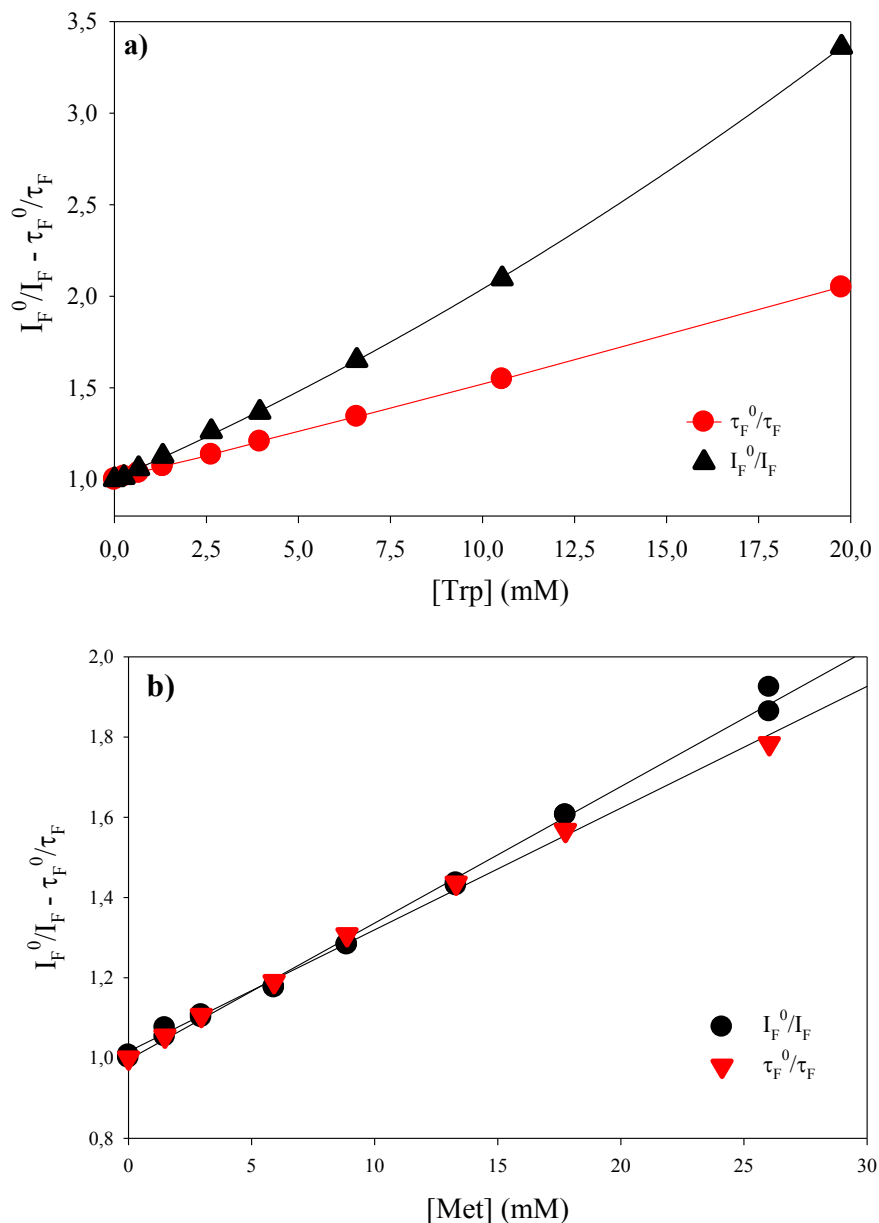 a)
3,5
3,0
2,5
2,0
1,5
1,0
I_F^0/I_F - τ_F^0/τ_F
τ_F^0/τ_F
I_F^0/I_F
0,0 2,5 5,0 7,5 10,0 12,5 15,0 17,5 20,0
[Trp] (mM)
b)
2,0
1,8
1,6
1,4
1,2
1,0
0,8
I_F^0/I_F - τ_F^0/τ_F
I_F^0/I_F
τ_F^0/τ_F
0 5 10 15 20 25 30
[Met] (mM)